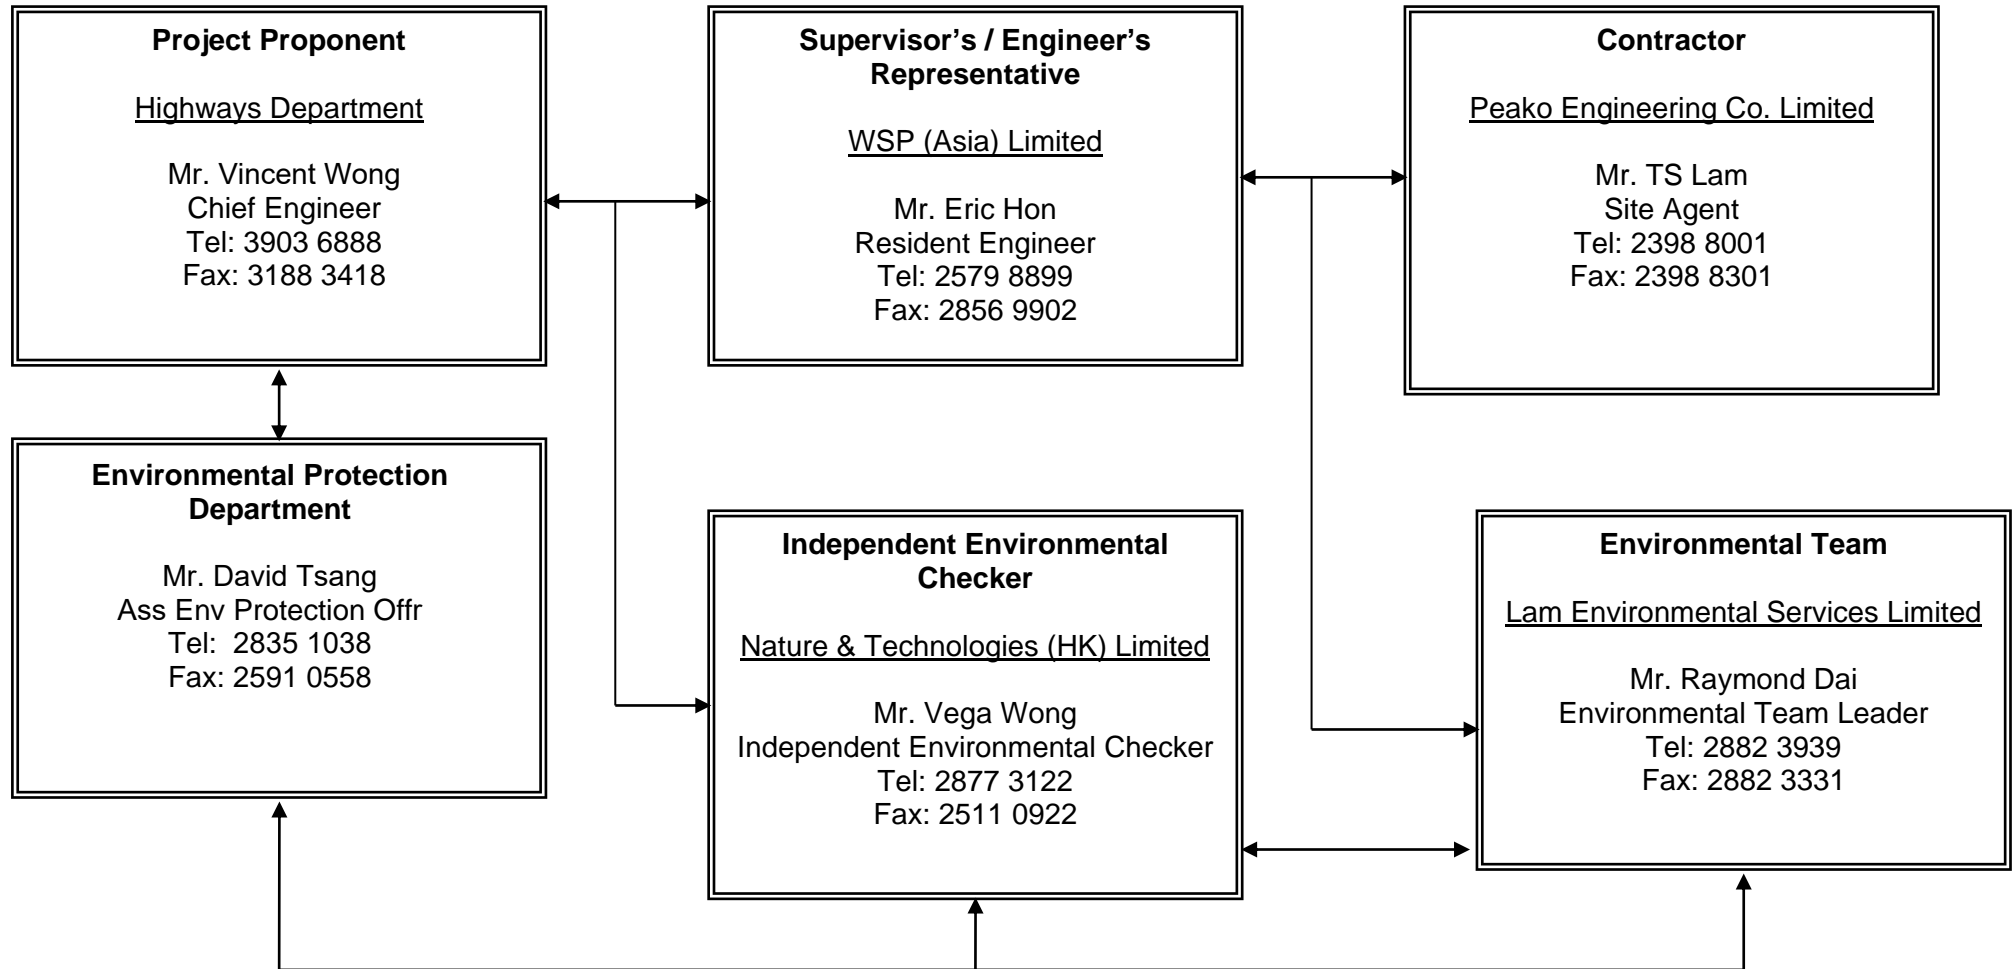 Project Proponent
Highways Department
Mr. Vincent Wong
Chief Engineer
Tel: 3903 6888
Fax: 3188 3418
Supervisor’s / Engineer’s
Representative
WSP (Asia) Limited
Mr. Eric Hon
Resident Engineer
Tel: 2579 8899
Fax: 2856 9902
Contractor
Peako Engineering Co. Limited
Mr. TS Lam
Site Agent
Tel: 2398 8001
Fax: 2398 8301
Environmental Protection
Department
Mr. David Tsang
Ass Env Protection Offr
Tel:  2835 1038
Fax: 2591 0558
Independent Environmental
Checker
Nature & Technologies (HK) Limited
Mr. Vega Wong
Independent Environmental Checker
Tel: 2877 3122
Fax: 2511 0922
Environmental Team
Lam Environmental Services Limited
Mr. Raymond Dai
Environmental Team Leader
Tel: 2882 3939
Fax: 2882 3331